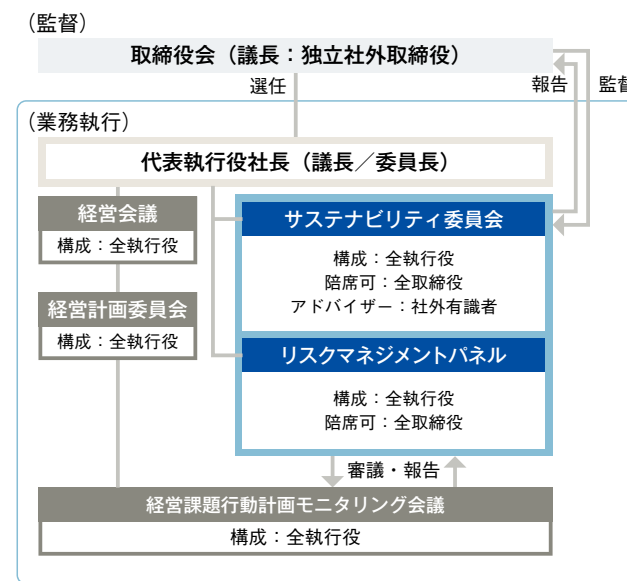 （監督）
取締役会（議長：独立社外取締役）
選任
報告
監督
（業務執行）
代表執行役社長（議長／委員長）
経営会議
構成：全執行役
経営計画委員会
構成：全執行役
サステナビリティ委員会
構成：全執行役
陪席可：全取締役
アドバイザー：社外有識者
リスクマネジメントパネル
構成：全執行役
陪席可：全取締役
審議・報告
経営課題行動計画モニタリング会議
構成：全執行役